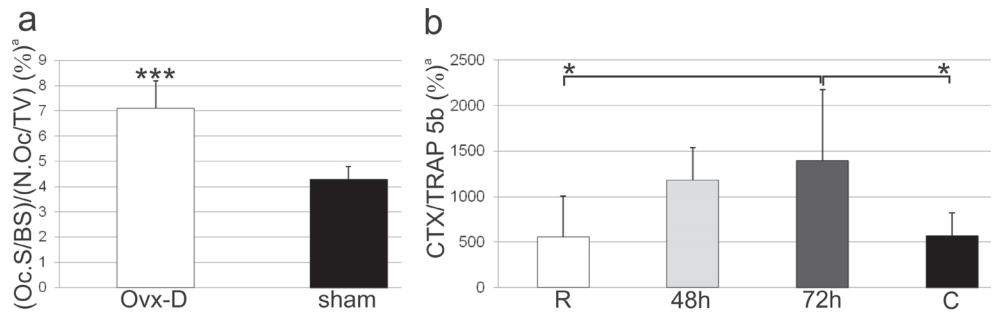 a
(Oc.S/BS)/(N.Oc/TV) (%)ª
9
8
7
6
5
4
3
2
1
0
***
Ovx-D
sham
b
CTX/TRAP 5b (%)ª
2500
2000
1500
1000
500
0
*
*
R
48h
72h
C